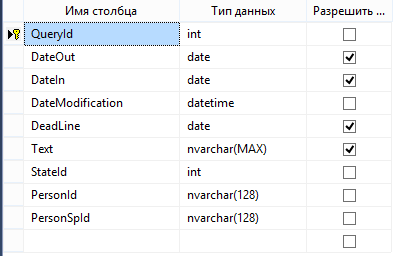 Имя столбца Тип данных Разрешить ...
QueryId int
DateOut date
DateIn date
DateModification datetime
DeadLine date
Text nvarchar(MAX)
StateId int
PersonId nvarchar(128)
PersonSpId nvarchar(128)